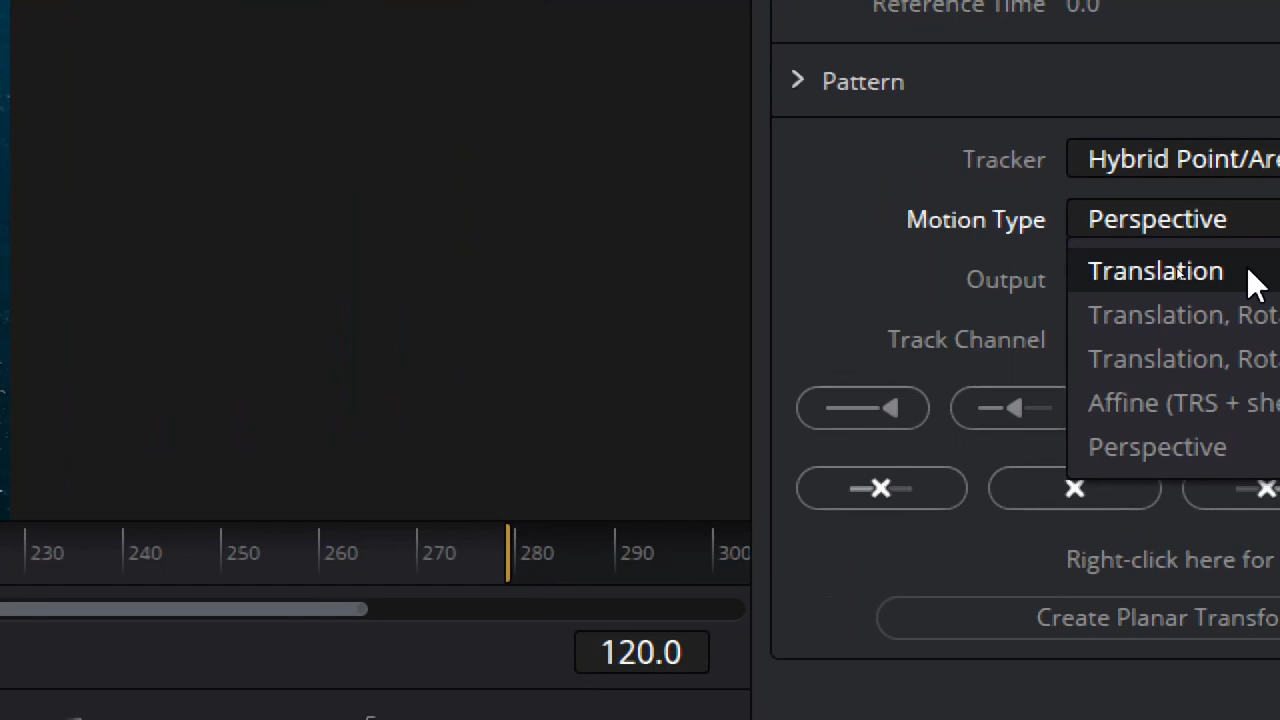 Reference Time 0.0
Pattern
Tracker Hybrid Point/Are
Motion Type Perspective
Translation
Output
Translation, Rot
Track Channel
Translation, Rot
Affine (TRS + she
Perspective
230 240 250 260 270 280 290 300
Right-click here for
Create Planar Transfo
120.0